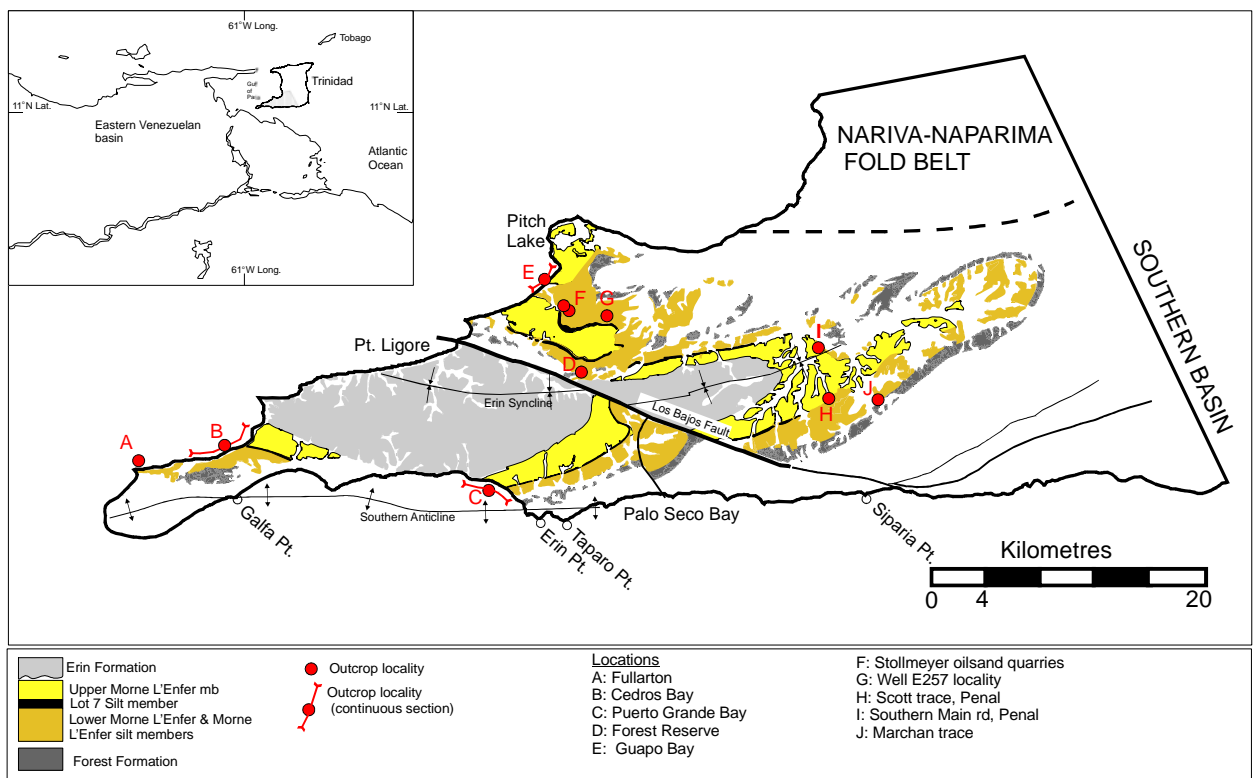 61°W Long.
Tobago
Trinidad
Gulf
of
Paria
11°N Lat.
11°N Lat.
Eastern Venezuelan
basin
Atlantic
Ocean
61°W Long.
NARIVA-NAPARIMA
FOLD BELT
SOUTHERN BASIN
Pitch
Lake
E
F
G
Pt. Ligore
D
I
H
J
Erin Syncline
Los Bajos Fault
A
B
C
Galfa Pt.
Southern Anticline
Erin Pt.
Taparo Pt.
Palo Seco Bay
Siparia Pt.
Kilometres
0 4 20
Erin Formation
Upper Morne L'Enfer mb
Lot 7 Silt member
Lower Morne L'Enfer & Morne
L'Enfer silt members
Forest Formation
Outcrop locality
Outcrop locality
(continuous section)
Locations
A: Fullarton
B: Cedros Bay
C: Puerto Grande Bay
D: Forest Reserve
E: Guapo Bay
F: Stollmeyer oilsand quarries
G: Well E257 locality
H: Scott trace, Penal
I: Southern Main rd, Penal
J: Marchan trace